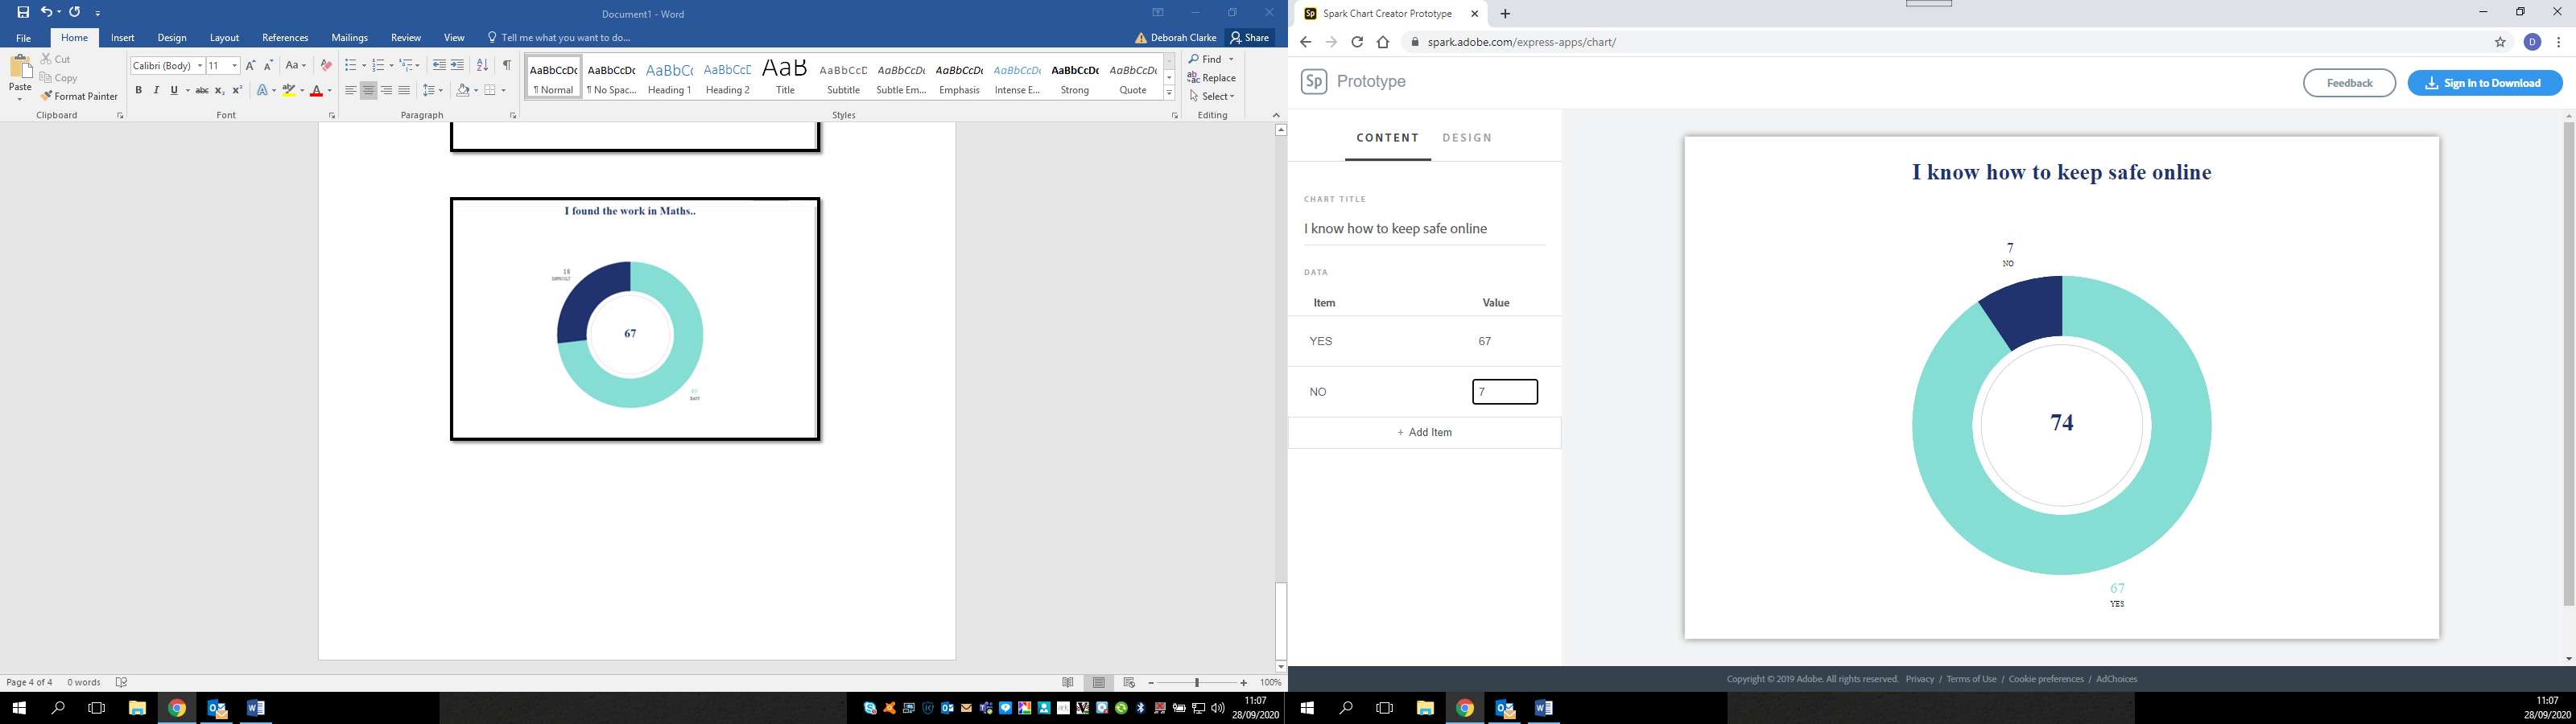 Document1 - Word
File Home Insert Design Layout References Mailings Review View Tell me what you want to do... Deborah Clarke Share
Paste
Cut
Copy
Format Painter
Calibri (Body) 11
AaBbCcDc AaBbCcDc AaBbCc AaBbCcD AaB AaBbCcD AaBbCcDc AaBbCcDc AaBbCcDc AaBbCcDc AaBbCcDc
¶ Normal ¶ No Spac... Heading 1 Heading 2 Title Subtitle Subtle Em... Emphasis Intense E... Strong Quote
Find
Replace
Select
Clipboard Font Paragraph Styles Editing
I found the work in Maths..
18
DIFFICULT
67
49
EASY
Page 4 of 4 0 words
100%
11:07
28/09/2020
Spark Chart Creator Prototype
spark.adobe.com/express-apps/chart/
D
Sp Prototype
Feedback
Sign In to Download
CONTENT DESIGN
CHART TITLE
I know how to keep safe online
DATA
Item Value
YES 67
NO 7
+ Add Item
I know how to keep safe online
7
NO
74
67
YES
Copyright © 2019 Adobe. All rights reserved. Privacy / Terms of Use / Cookie preferences / AdChoices
11:07
28/09/2020